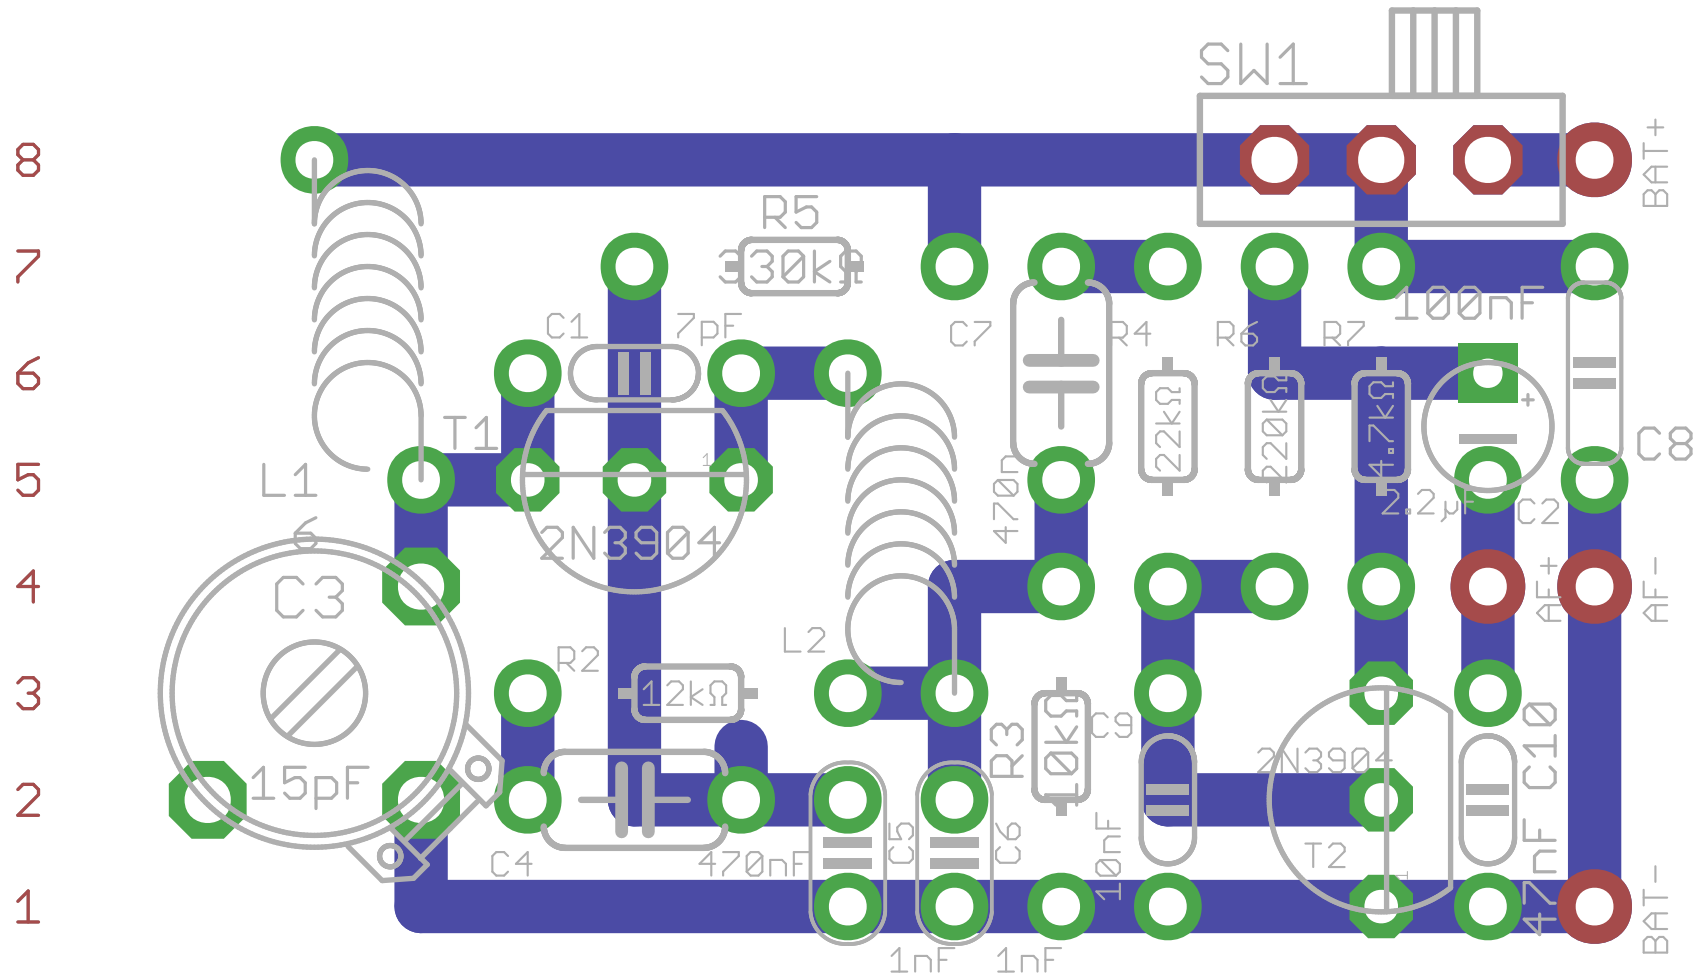 SW1
8
BAT+
R5
7
330kΩ
100nF
C1
7pF
C7
R4
R6
R7
6
+
22kΩ
220kΩ
4.7kΩ
T1
C8
1
5
L1
470n
2.2µF
C2
6
2N3904
4
C3
AF+
AF-
L2
R2
3
12kΩ
R3
10kΩ
C9
C10
2N3904
15pF
2
C4
470nF
C5
C6
10nF
T2
47nF
1
1
BAT-
1nF
1nF